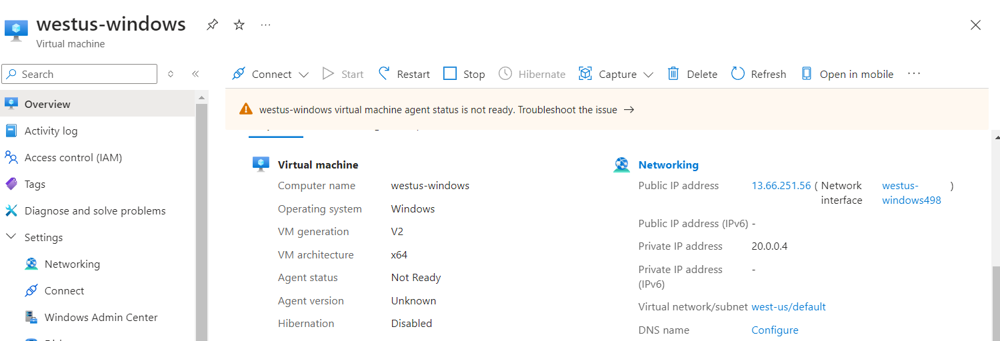 westus-windows
Virtual machine
Search
Connect Start Restart Stop Hibernate Capture Delete Refresh Open in mobile ...
westus-windows virtual machine agent status is not ready. Troubleshoot the issue →
Overview
Activity log
Access control (IAM)
Tags
Diagnose and solve problems
Settings
Networking
Connect
Windows Admin Center
Virtual machine
Computer name westus-windows
Operating system Windows
VM generation V2
VM architecture x64
Agent status Not Ready
Agent version Unknown
Hibernation Disabled
Networking
Public IP address 13.66.251.56 ( Network westus- )
interface windows498
Public IP address (IPv6) -
Private IP address 20.0.0.4
Private IP address -
(IPv6)
Virtual network/subnet west-us/default
DNS name Configure